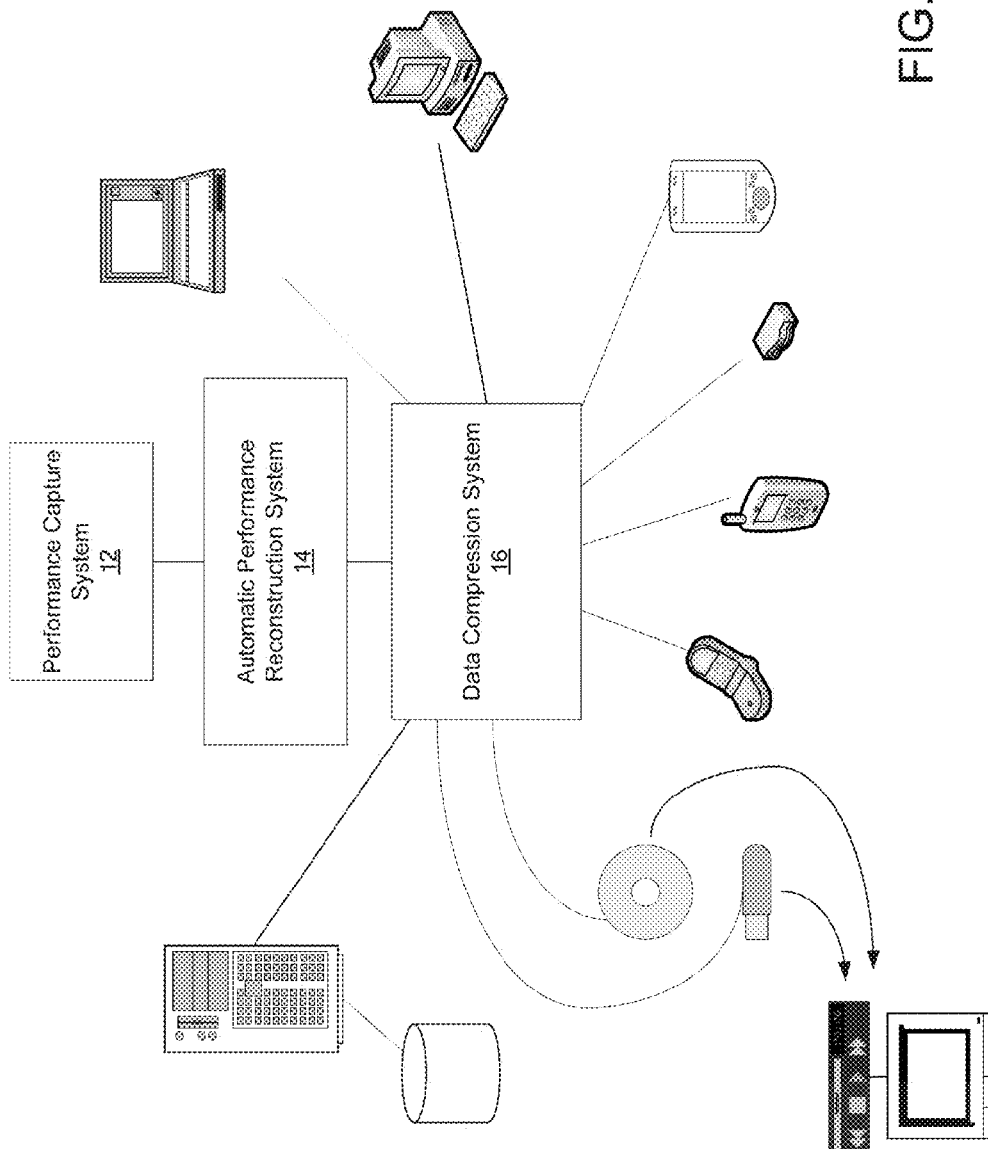 Performance Capture
System
12
Automatic Performance
Reconstruction System
14
Data Compression System
16
FIG.